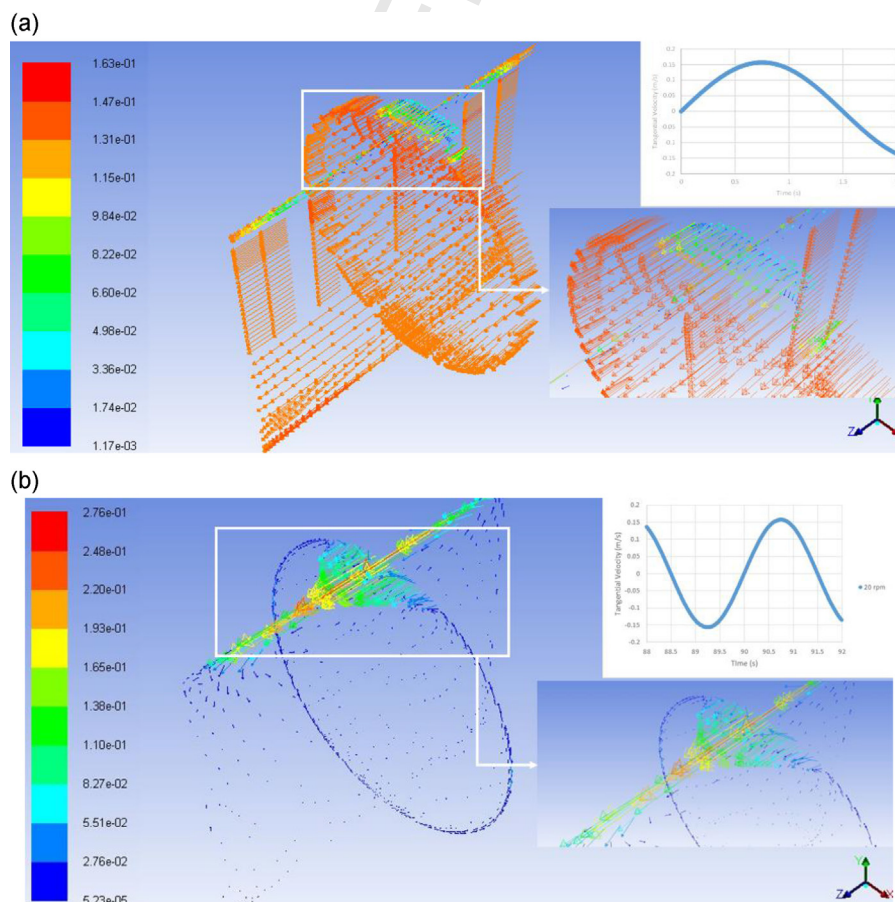 (a)
1.63e-01
1.47e-01
1.31e-01
1.15e-01
9.84e-02
8.22e-02
6.60e-02
4.98e-02
3.36e-02
1.74e-02
1.17e-03
Tangential Velocity [m/s]
0.2
0.15
0.1
0.05
0
0.05
0.1
0.15
0.2
0
0.5
1
1.5
Time (s)
Z
(b)
2.76e-01
2.48e-01
2.20e-01
1.93e-01
1.65e-01
1.38e-01
1.10e-01
8.27e-02
5.51e-02
2.76e-02
5.23e-05
Tangential Velocity [m/s]
0.2
0.15
0.1
0.05
0
-0.05
-0.1
-0.15
-0.2
88
88.5
89
89.5
90
90.5
91
91.5
92
Time (s)
20 rpm
Y
Z
X